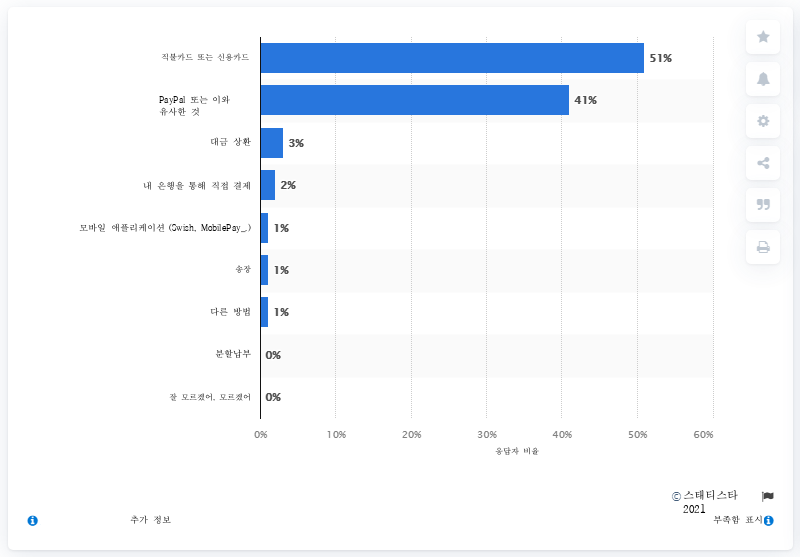 직불카드 또는 신용카드
51%
PayPal 또는 이와
유사한 것
41%
대금 상환
3%
내 은행을 통해 직접 결제
2%
모바일 애플리케이션 (Swish, MobilePay...)
1%
송장
1%
다른 방법
1%
분할납부
0%
잘 모르겠어, 모르겠어
0%
0% 10% 20% 30% 40% 50% 60%
응답자 비율
© 스태티스타
2021
추가 정보
부족함 표시